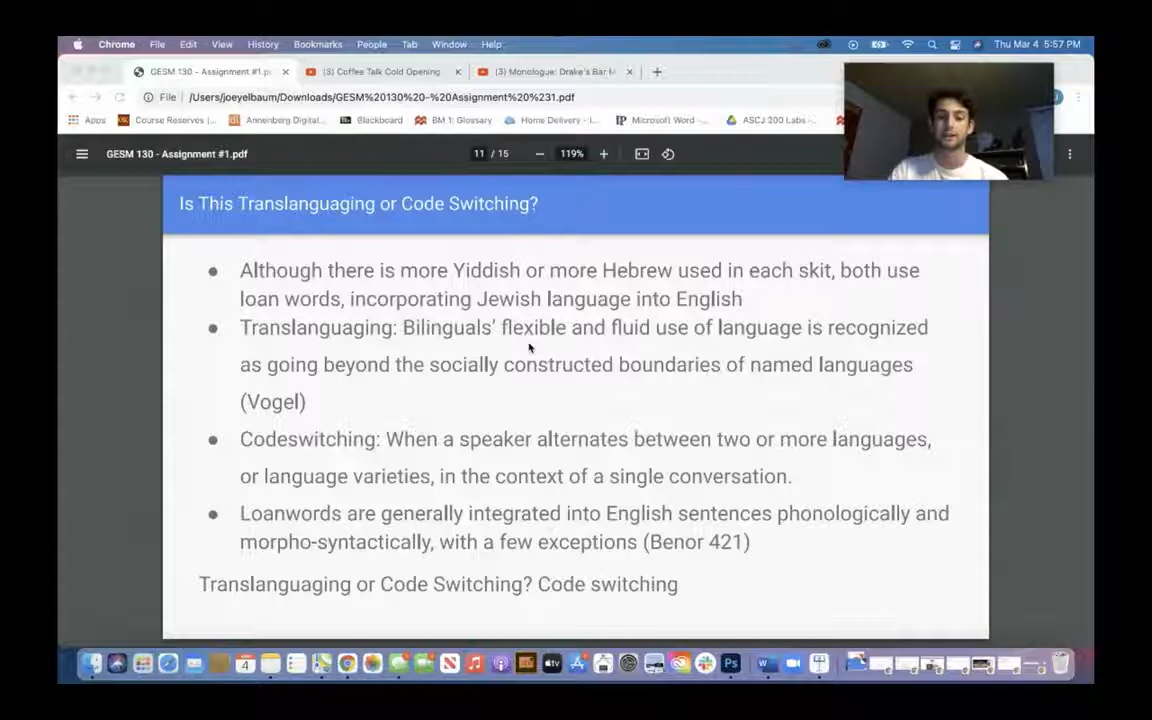 Chrome File Edit View History Bookmarks People Tab Window Help Thu Mar 4 5:57 PM
GESM 130 - Assignment #1.p (3) Coffee Talk Cold Opening (3) Monologue: Drake's Bar M
File /Users/joeyelbaum/Downloads/GESM%20130%20-%20Assignment%20%231.pdf
Apps Course Reserves | Annenberg Digital... Blackboard BM 1: Glossary Home Delivery - I... Microsoft Word -... ASCJ 200 Labs -...
GESM 130 - Assignment #1.pdf 11 / 15 119%
Is This Translanguaging or Code Switching?
● Although there is more Yiddish or more Hebrew used in each skit, both use
loan words, incorporating Jewish language into English
● Translanguaging: Bilinguals' flexible and fluid use of language is recognized
as going beyond the socially constructed boundaries of named languages
(Vogel)
● Codeswitching: When a speaker alternates between two or more languages,
or language varieties, in the context of a single conversation.
● Loanwords are generally integrated into English sentences phonologically and
morpho-syntactically, with a few exceptions (Benor 421)
Translanguaging or Code Switching? Code switching
4 tv Ps W